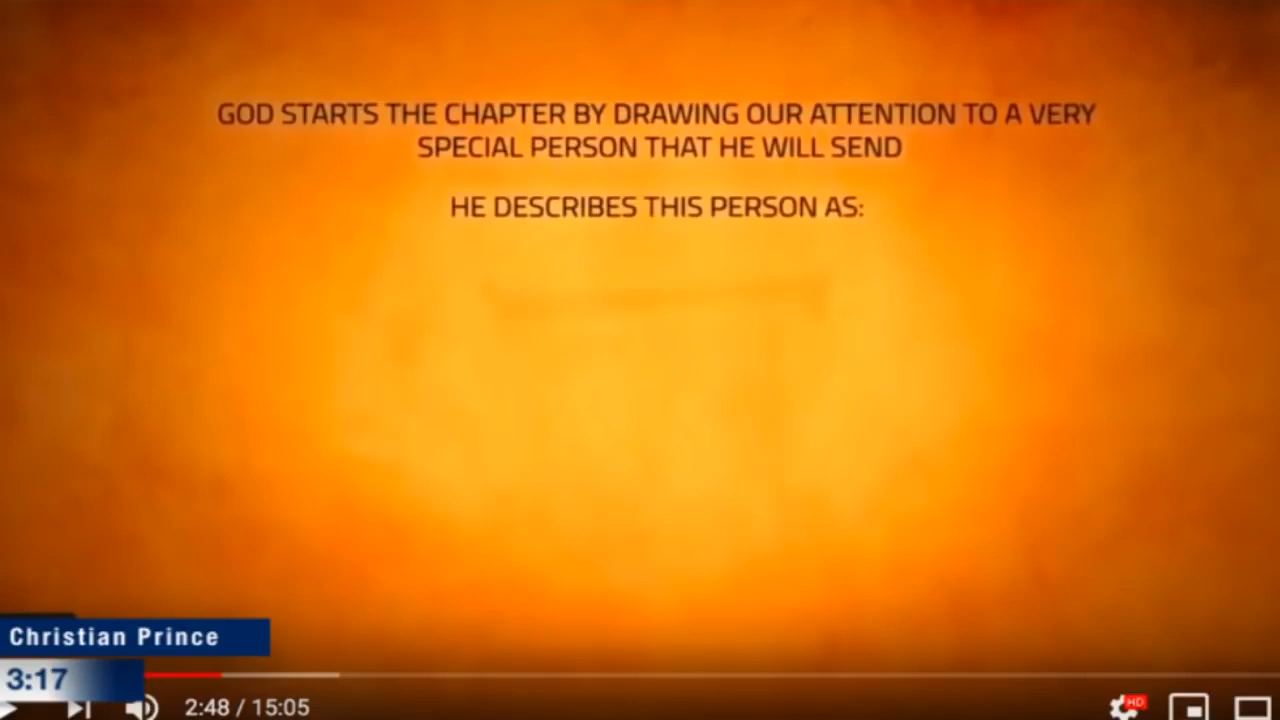 GOD STARTS THE CHAPTER BY DRAWING OUR ATTENTION TO A VERY
SPECIAL PERSON THAT HE WILL SEND
HE DESCRIBES THIS PERSON AS:
Christian Prince
3:17
2:48 / 15:05
HD